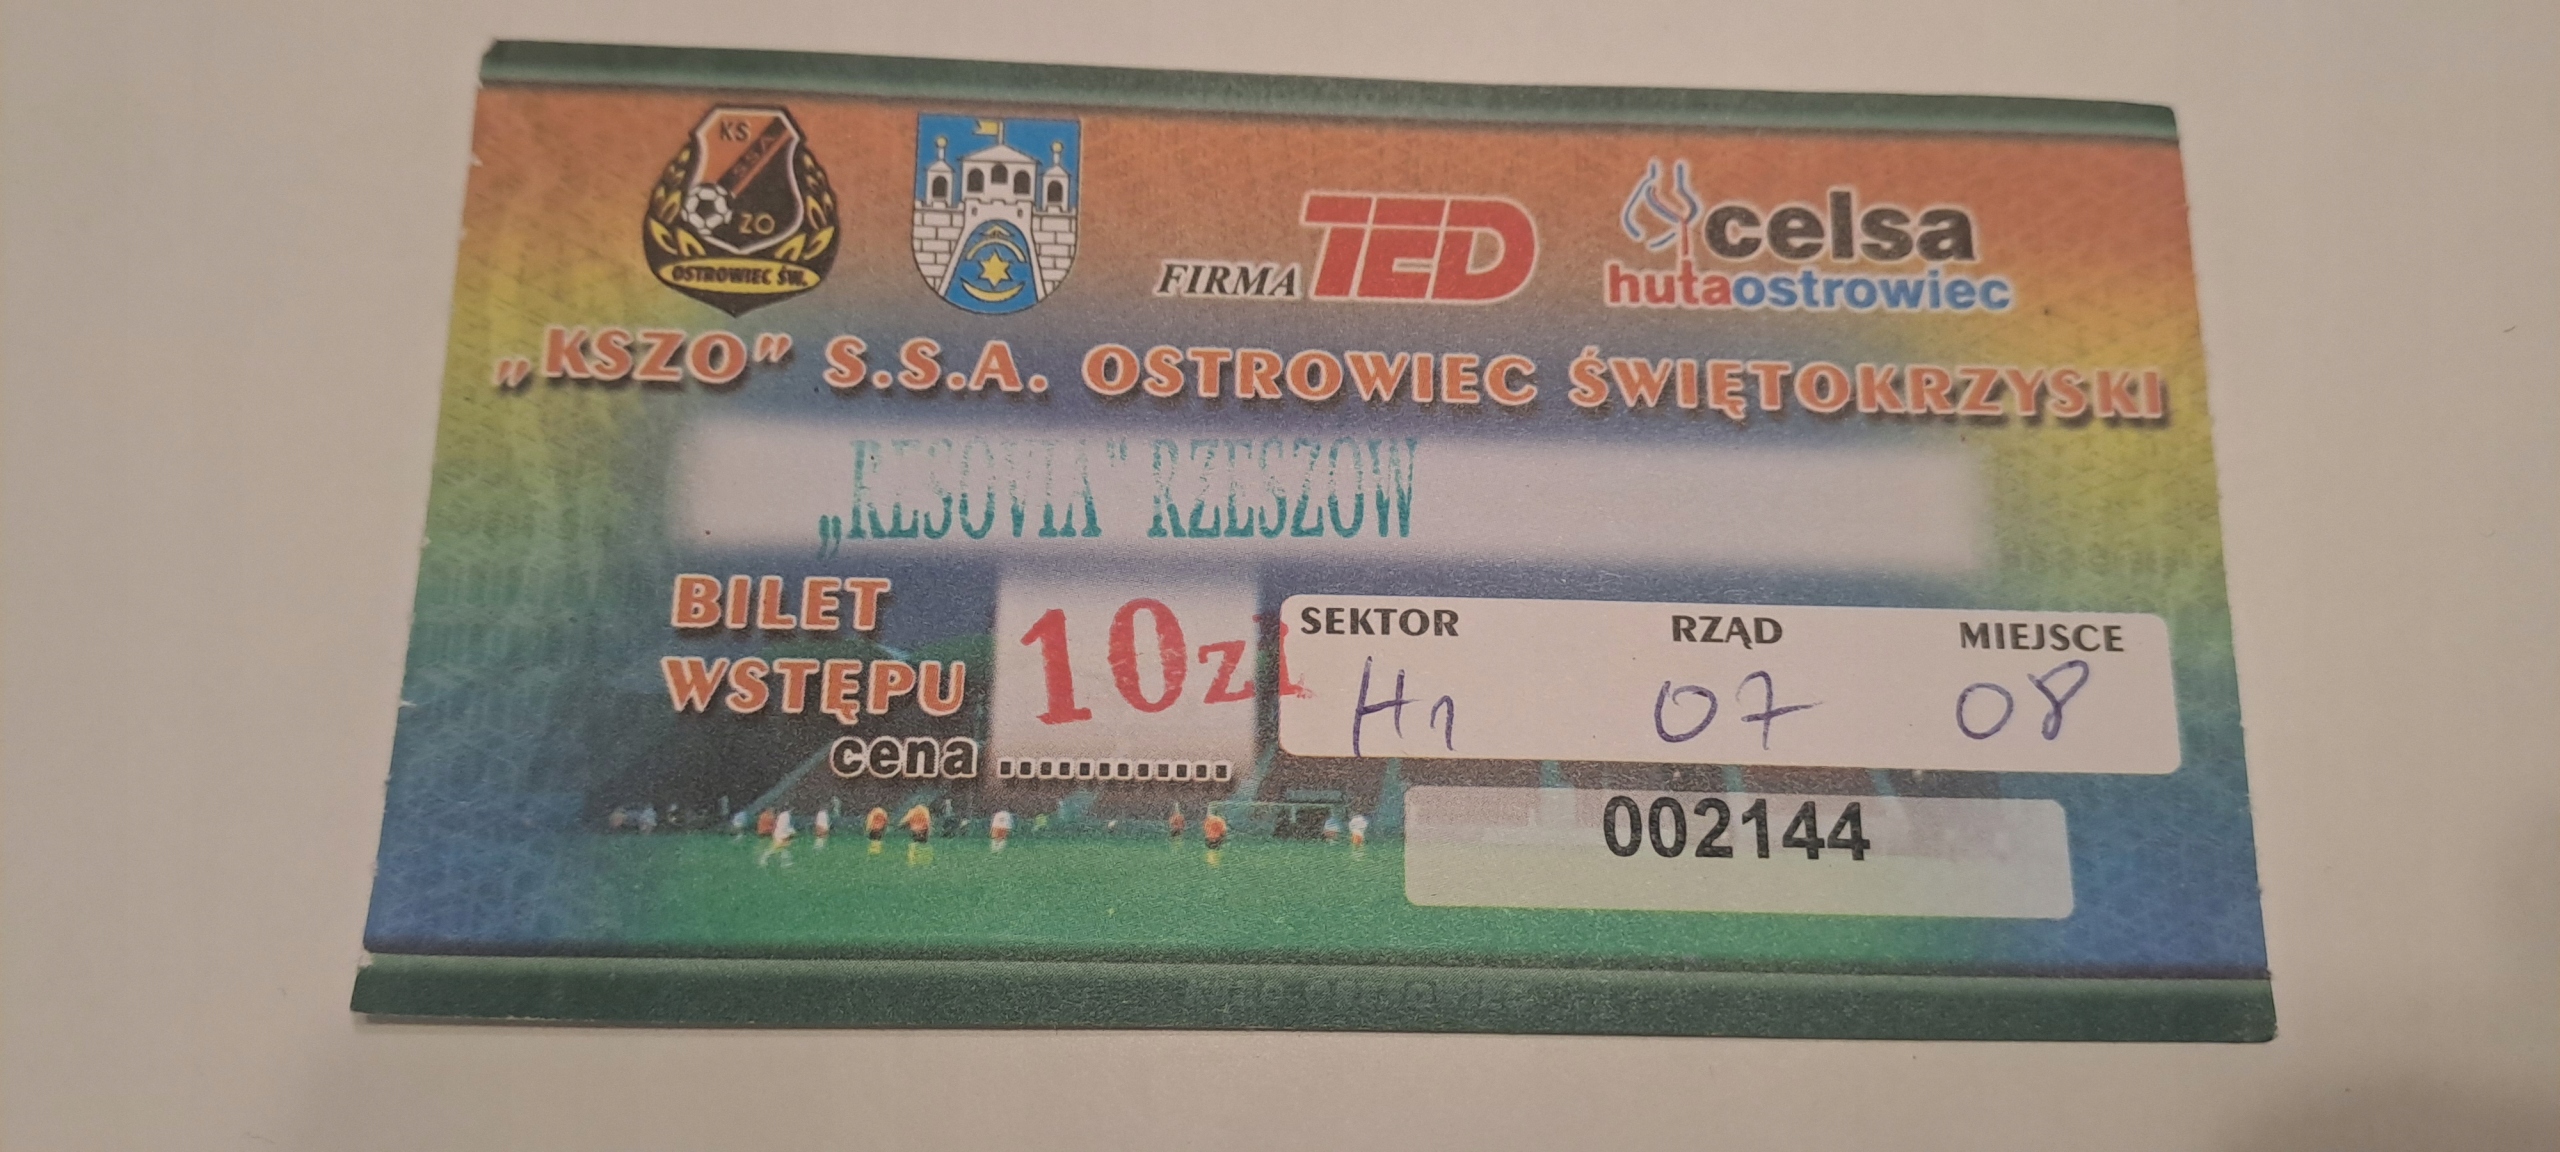 KS
S.S.A.
ZO
OSTROWIEC ŚW.
FIRMA TED
celsa
hutaostrowiec
„KSZO” S.S.A. OSTROWIEC ŚWIĘTOKRZYSKI
„RESOVIA" RZESZOW
BILET
WSTĘPU
cena ............
10zł
SEKTOR RZĄD MIEJSCE
H1 07 08
002144